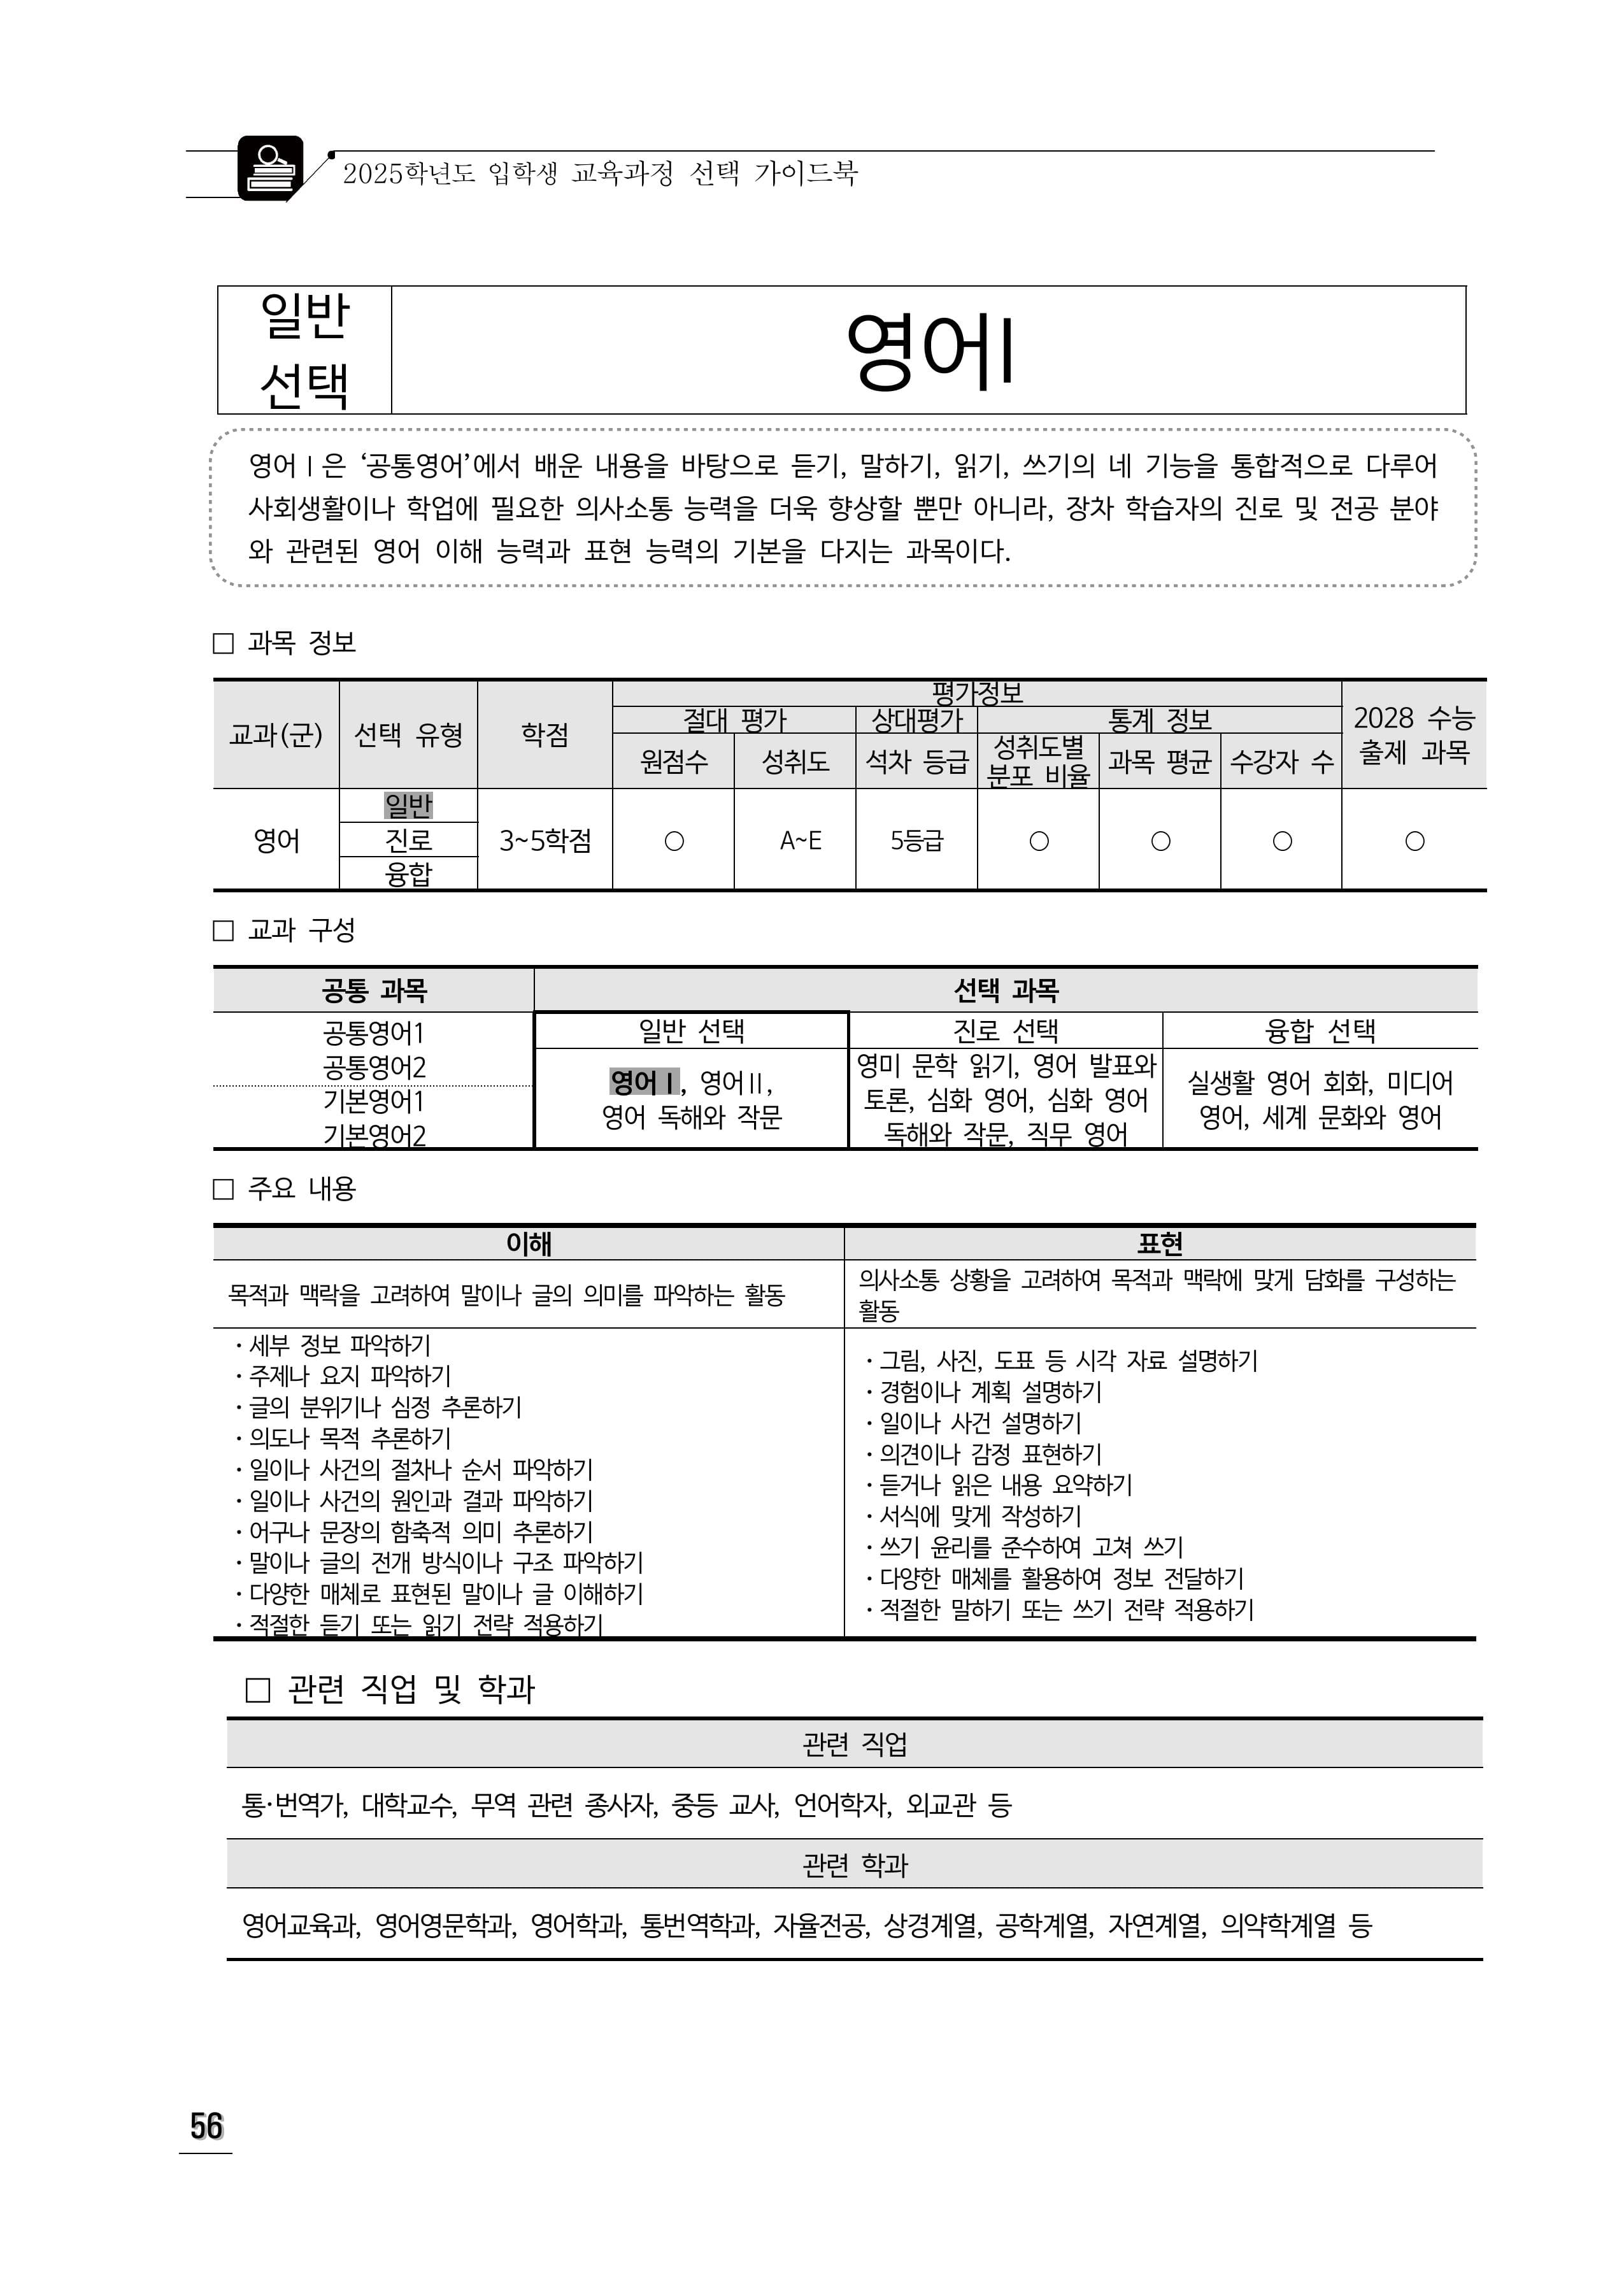 2025학년도 입학생 교육과정 선택 가이드북
일반
선택
영어Ⅰ
영어Ⅰ은 ‘공통영어’에서 배운 내용을 바탕으로 듣기, 말하기, 읽기, 쓰기의 네 기능을 통합적으로 다루어
사회생활이나 학업에 필요한 의사소통 능력을 더욱 향상할 뿐만 아니라, 장차 학습자의 진로 및 전공 분야
와 관련된 영어 이해 능력과 표현 능력의 기본을 다지는 과목이다.
□ 과목 정보
평가정보
교과(군) 선택 유형 학점 절대 평가 상대평가 통계 정보 2028 수능
출제 과목
원점수 성취도 석차 등급 성취도별
분포 비율 과목 평균 수강자 수
일반
영어 진로 3~5학점 ○ A~E 5등급 ○ ○ ○ ○
융합
□ 교과 구성
공통 과목 선택 과목
공통영어1
공통영어2
기본영어1
기본영어2
일반 선택 진로 선택 융합 선택
영어Ⅰ, 영어Ⅱ,
영어 독해와 작문
영미 문학 읽기, 영어 발표와
토론, 심화 영어, 심화 영어
독해와 작문, 직무 영어
실생활 영어 회화, 미디어
영어, 세계 문화와 영어
□ 주요 내용
이해 표현
목적과 맥락을 고려하여 말이나 글의 의미를 파악하는 활동
의사소통 상황을 고려하여 목적과 맥락에 맞게 담화를 구성하는
활동
· 세부 정보 파악하기
· 주제나 요지 파악하기
· 글의 분위기나 심정 추론하기
· 의도나 목적 추론하기
· 일이나 사건의 절차나 순서 파악하기
· 일이나 사건의 원인과 결과 파악하기
· 어구나 문장의 함축적 의미 추론하기
· 말이나 글의 전개 방식이나 구조 파악하기
· 다양한 매체로 표현된 말이나 글 이해하기
· 적절한 듣기 또는 읽기 전략 적용하기
· 그림, 사진, 도표 등 시각 자료 설명하기
· 경험이나 계획 설명하기
· 일이나 사건 설명하기
· 의견이나 감정 표현하기
· 듣거나 읽은 내용 요약하기
· 서식에 맞게 작성하기
· 쓰기 윤리를 준수하여 고쳐 쓰기
· 다양한 매체를 활용하여 정보 전달하기
· 적절한 말하기 또는 쓰기 전략 적용하기
□ 관련 직업 및 학과
관련 직업
통·번역가, 대학교수, 무역 관련 종사자, 중등 교사, 언어학자, 외교관 등
관련 학과
영어교육과, 영어영문학과, 영어학과, 통번역학과, 자율전공, 상경계열, 공학계열, 자연계열, 의약학계열 등
56